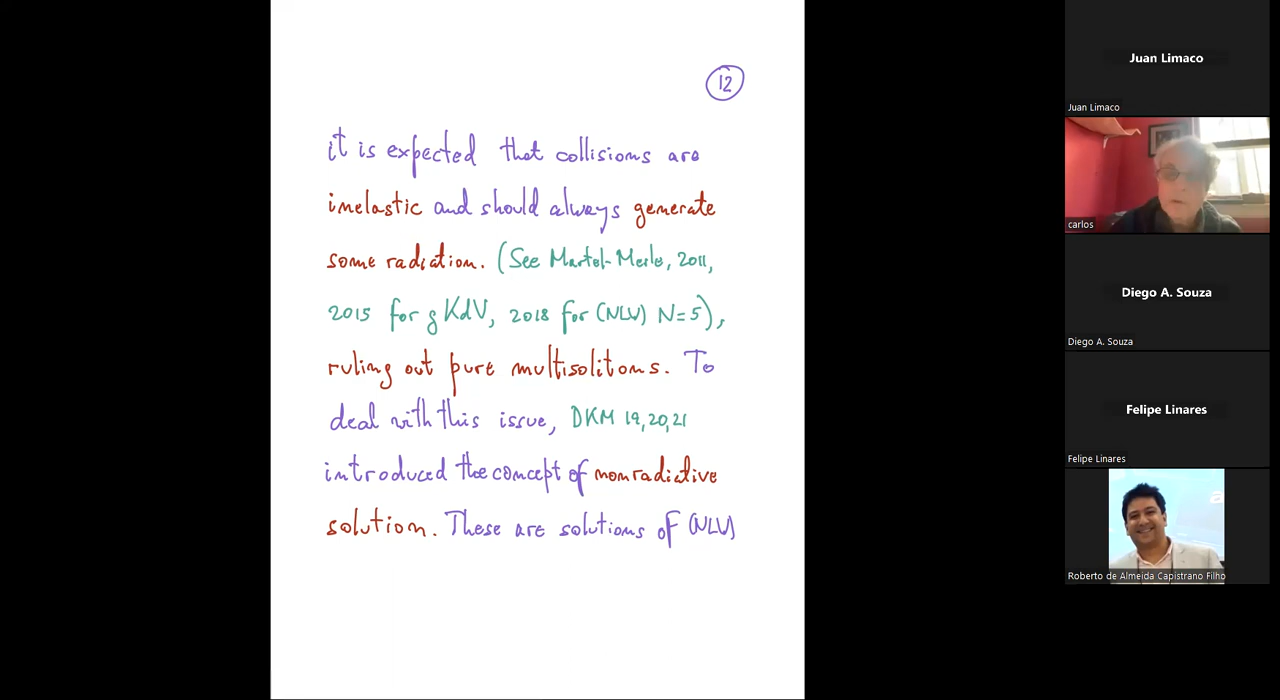 12
it is expected that collisions are
inelastic and should always generate
some radiation. (See Martel-Merle, 2011,
2015 for gKdV, 2018 for (NLW) N=5),
ruling out pure multisolitons. To
deal with this issue, DKM 19,20,21
introduced the concept of nonradiative
solution. These are solutions of (NLW)
Juan Limaco
Juan Limaco
carlos
Diego A. Souza
Diego A. Souza
Felipe Linares
Felipe Linares
Roberto de Almeida Capistrano Filho